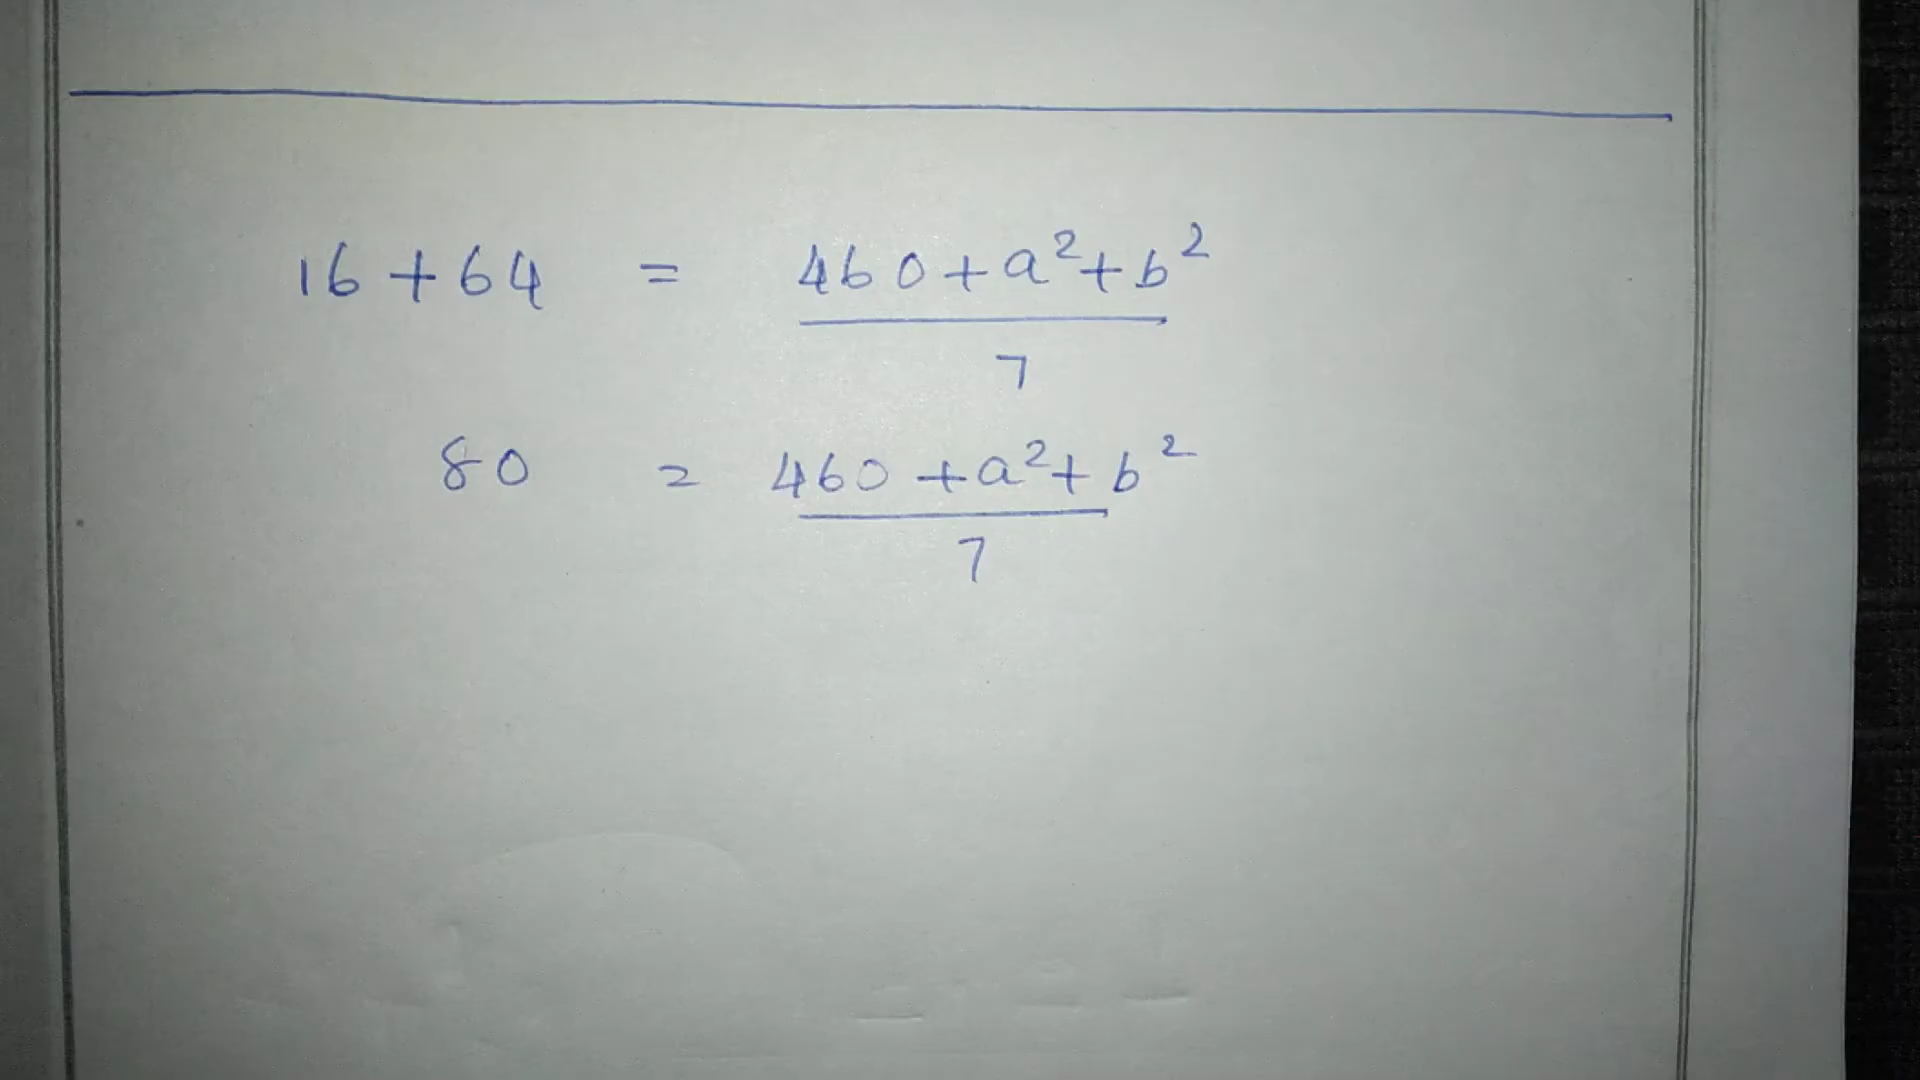 16 + 64 = 460 + a² + b²
7
80 = 460 + a² + b²
7